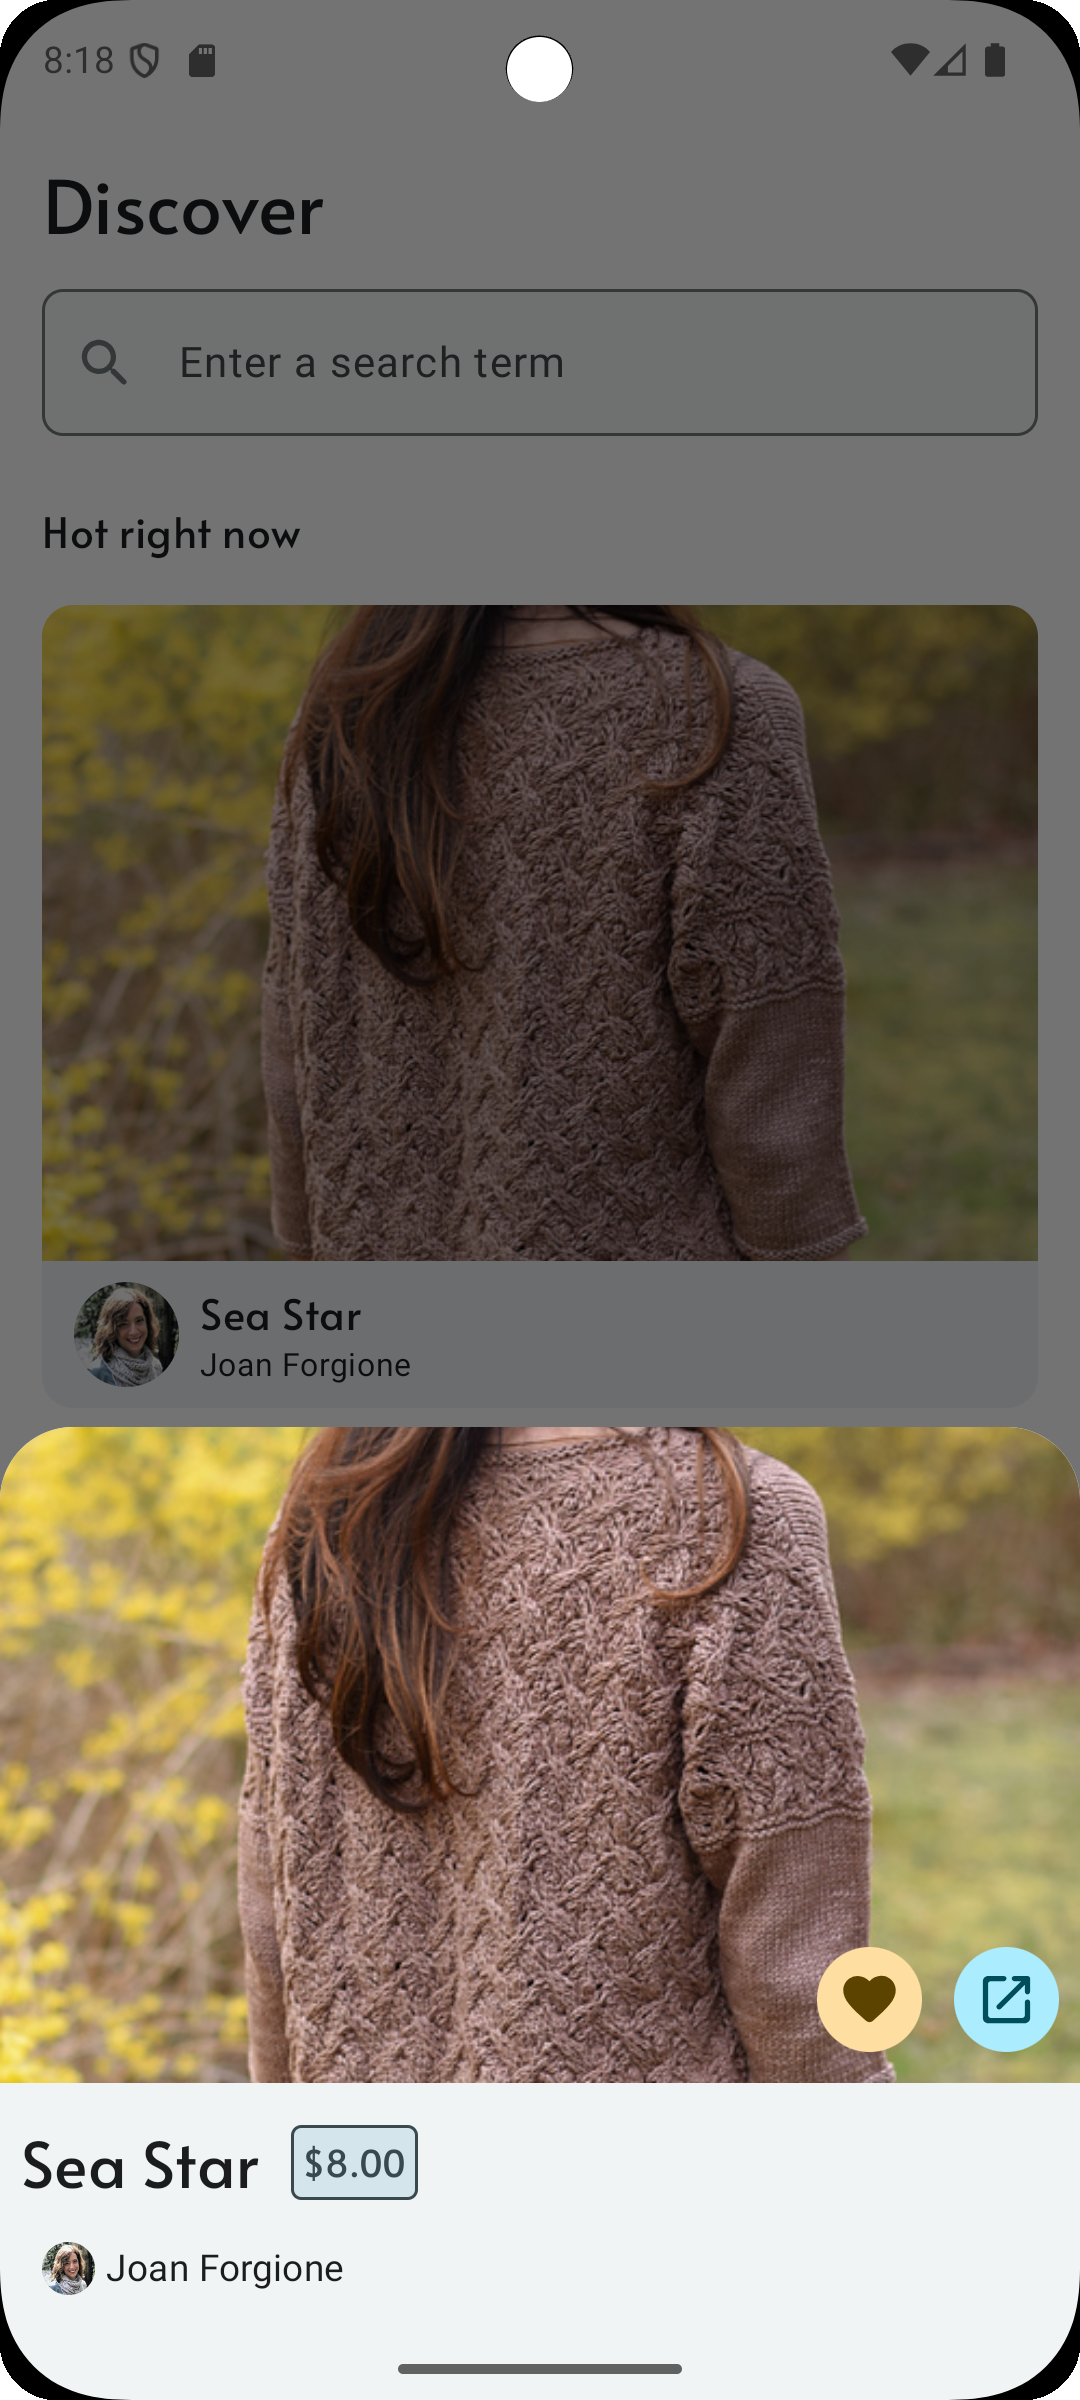 8:18
Discover
Enter a search term
Hot right now
Sea Star
Joan Forgione
Sea Star $8.00
Joan Forgione